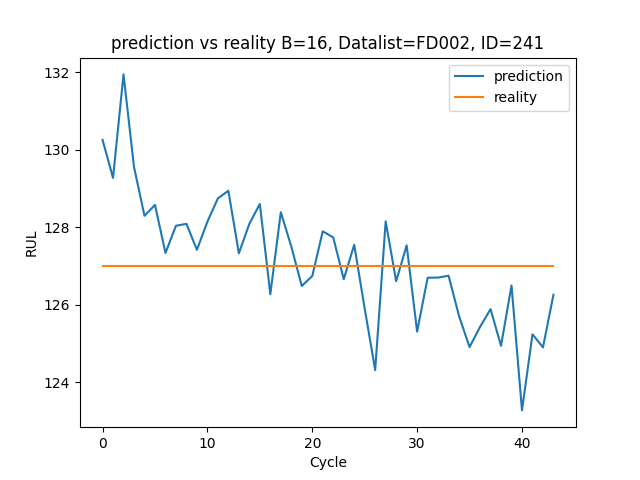 prediction vs reality B=16, Datalist=FD002, ID=241
prediction
reality
132
130
128
126
124
RUL
0 10 20 30 40
Cycle